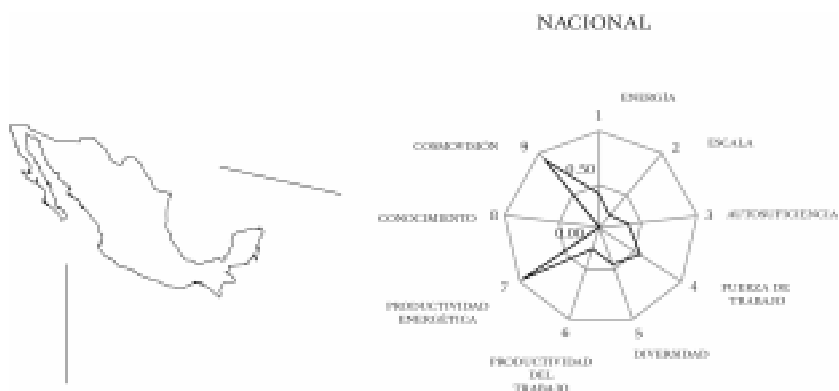 NACIONAL
1
ENERGÍA
COSMOVISIÓN
9
2
ESCALA
0.50
CONOCIMIENTO
8
3
AUTOSUFICIENCIA
0.00
7
4
FUERZA DE
TRABAJO
PRODUCTIVIDAD
ENERGÉTICA
6
5
DIVERSIDAD
PRODUCTIVIDAD
DEL
TRABAJO